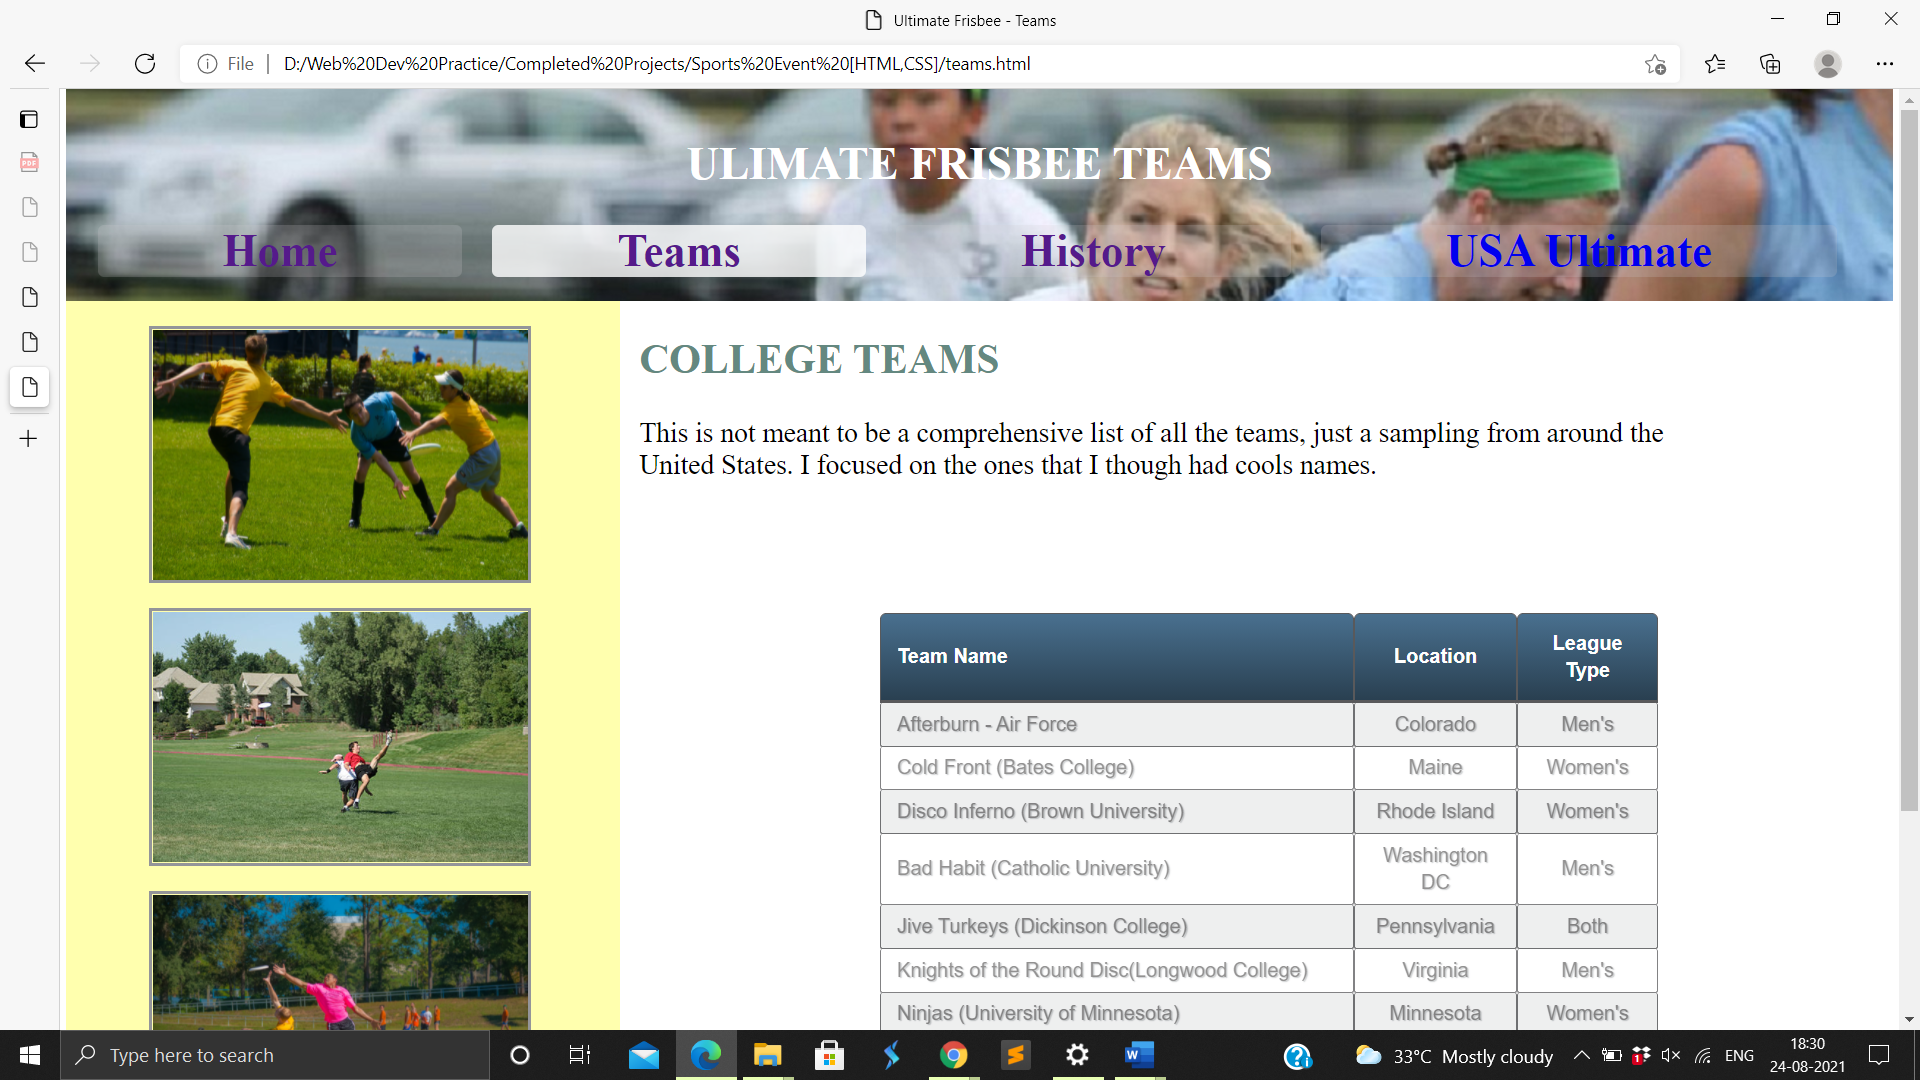 Ultimate Frisbee - Teams
File
D:/Web%20Dev%20Practice/Completed%20Projects/Sports%20Event%20[HTML,CSS]/teams.html
PDF
ULIMATE FRISBEE TEAMS
Home Teams History USA Ultimate
COLLEGE TEAMS
This is not meant to be a comprehensive list of all the teams, just a sampling from around the
United States. I focused on the ones that I though had cools names.
Team Name Location League
Type
Afterburn - Air Force Colorado Men's
Cold Front (Bates College) Maine Women's
Disco Inferno (Brown University) Rhode Island Women's
Bad Habit (Catholic University) Washington
DC Men's
Jive Turkeys (Dickinson College) Pennsylvania Both
Knights of the Round Disc(Longwood College) Virginia Men's
Ninjas (University of Minnesota) Minnesota Women's
Type here to search
33°C Mostly cloudy
ENG
18:30
24-08-2021